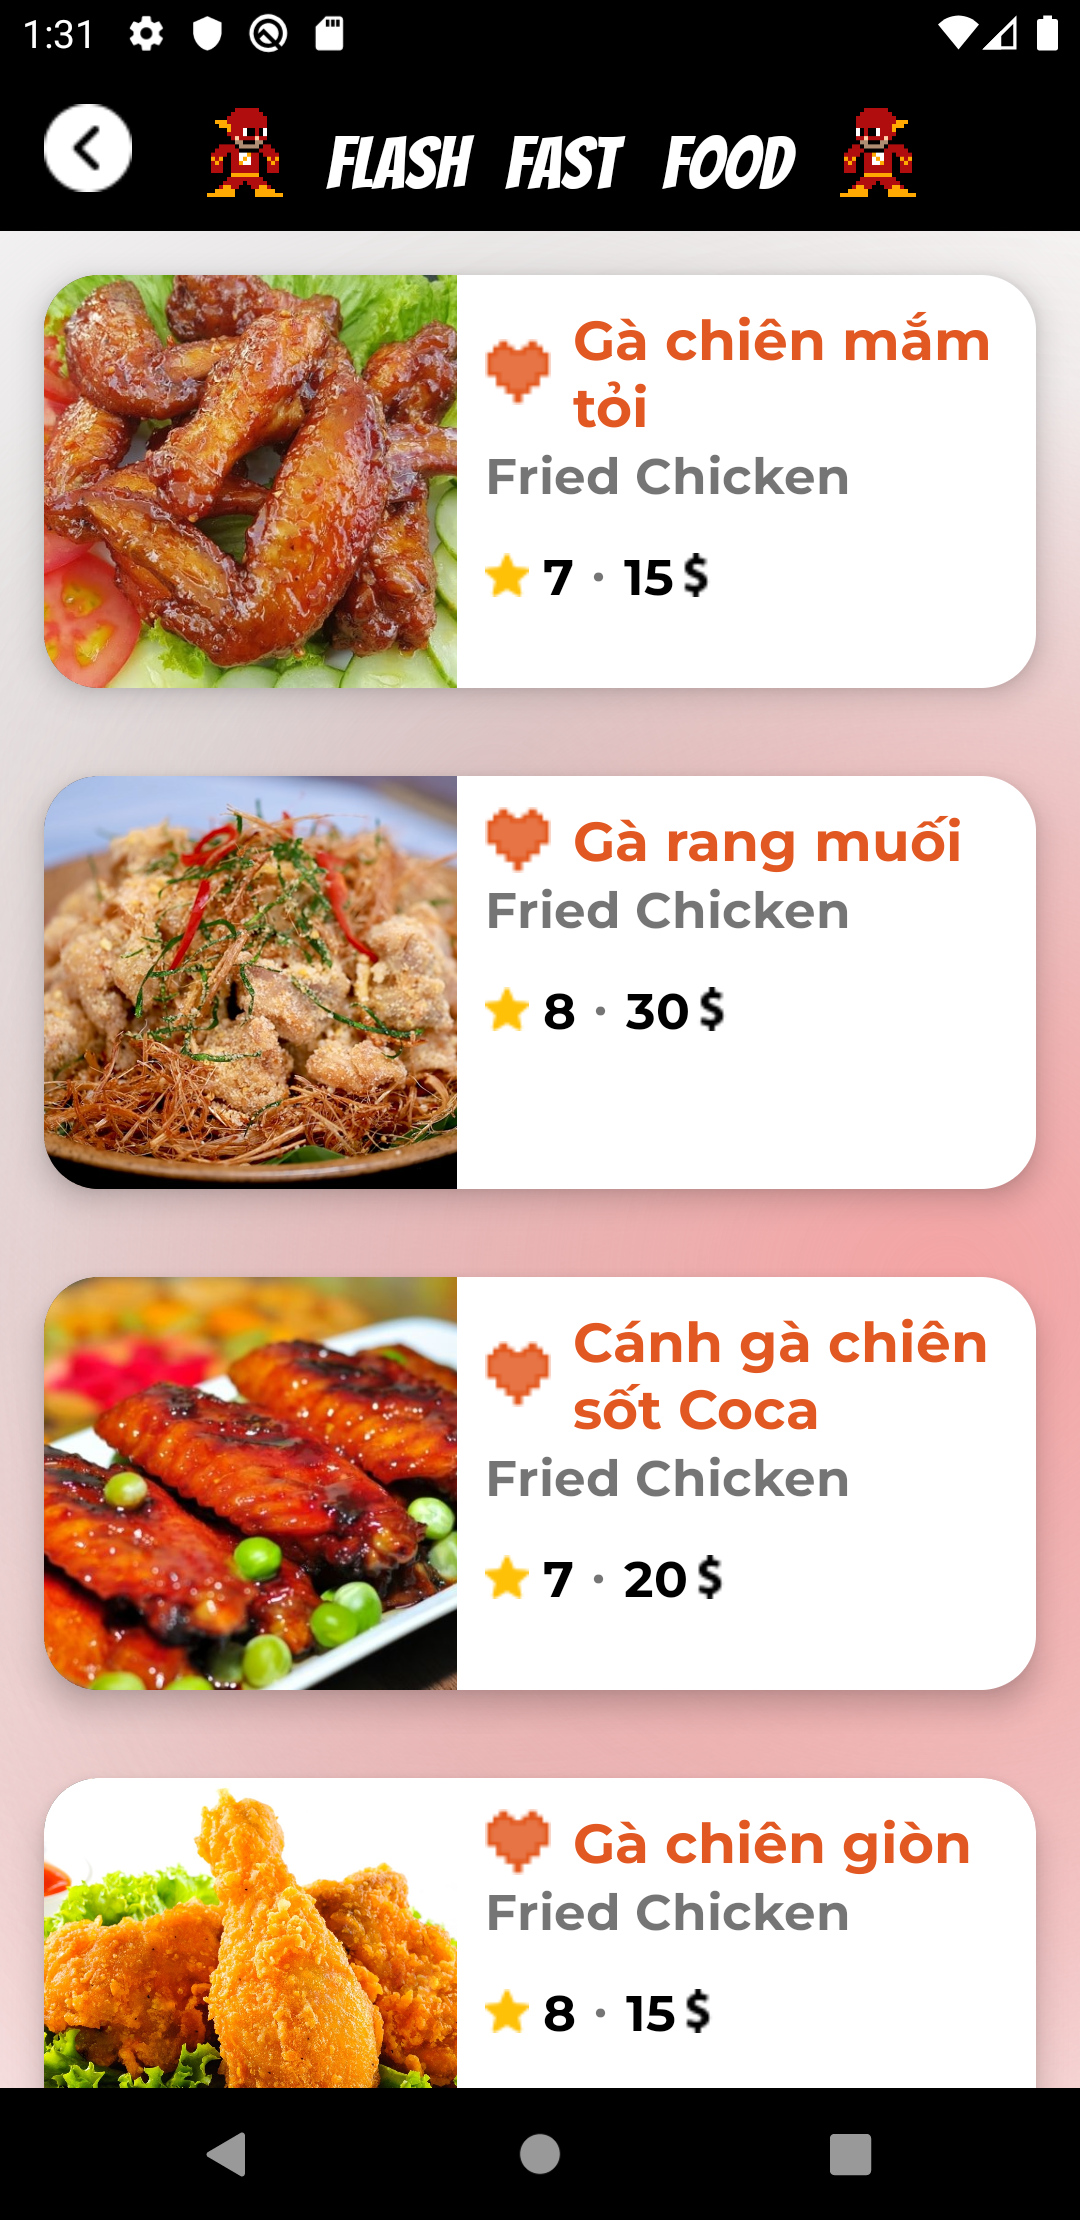 1:31
FLASH FAST FOOD
Gà chiên mắm
tỏi
Fried Chicken
7 · 15 $
Gà rang muối
Fried Chicken
8 · 30 $
Cánh gà chiên
sốt Coca
Fried Chicken
7 · 20 $
Gà chiên giòn
Fried Chicken
8 · 15 $